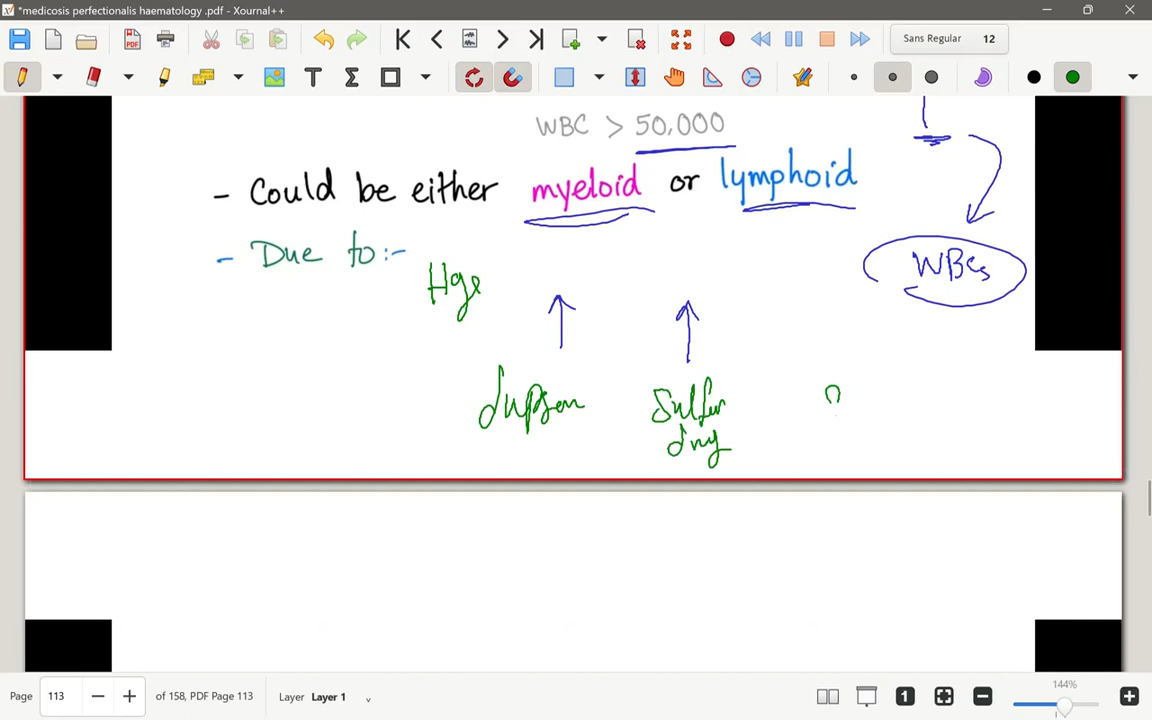 *medicosis perfectionalis haematology .pdf - Xournal++
Sans Regular 12
WBC > 50,000
- Could be either myeloid or lymphoid
- Due to:-
WBCs
Hge
dapson
Sulfur
drug
Page 113 of 158, PDF Page 113 Layer Layer 1
144%